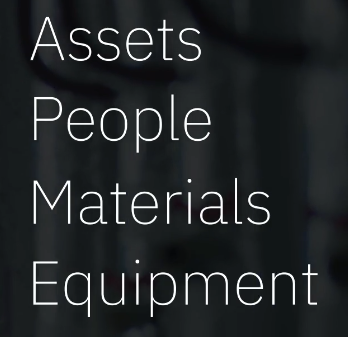 Assets
People
Materials
Equipment